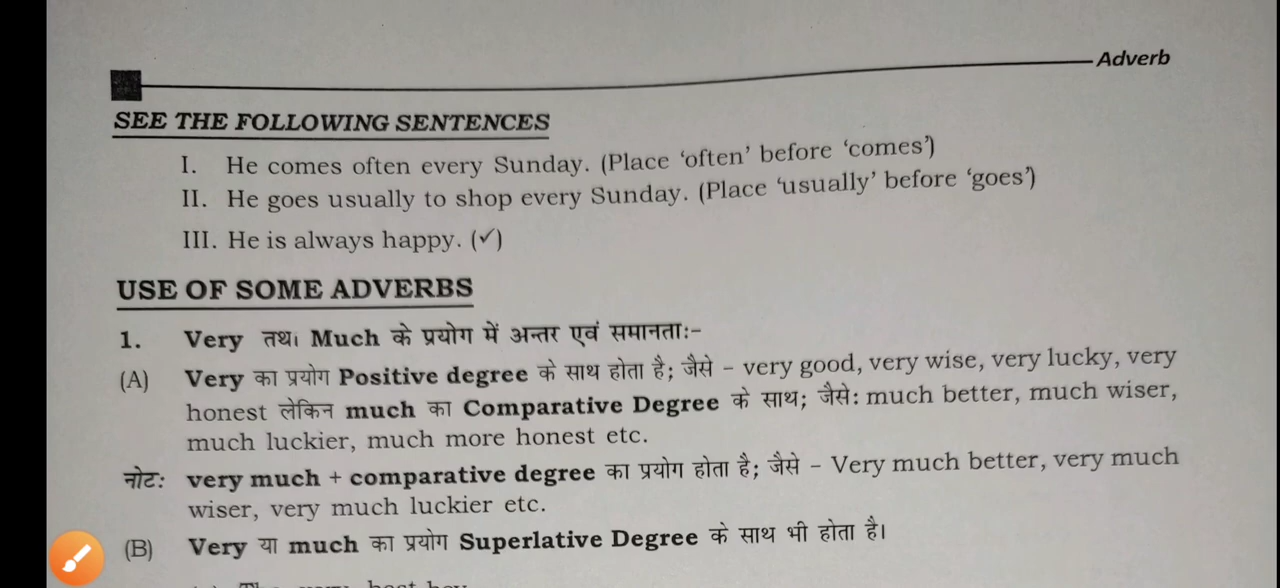 Adverb
SEE THE FOLLOWING SENTENCES
I. He comes often every Sunday. (Place ‘often’ before ‘comes’)
II. He goes usually to shop every Sunday. (Place ‘usually’ before ‘goes’)
III. He is always happy. (✓)
USE OF SOME ADVERBS
1. Very तथा Much के प्रयोग में अन्तर एवं समानताः–
(A) Very का प्रयोग Positive degree के साथ होता है; जैसे – very good, very wise, very lucky, very
honest लेकिन much का Comparative Degree के साथ; जैसे: much better, much wiser,
much luckier, much more honest etc.
नोट: very much + comparative degree का प्रयोग होता है; जैसे – Very much better, very much
wiser, very much luckier etc.
(B) Very या much का प्रयोग Superlative Degree के साथ भी होता है।
best boy